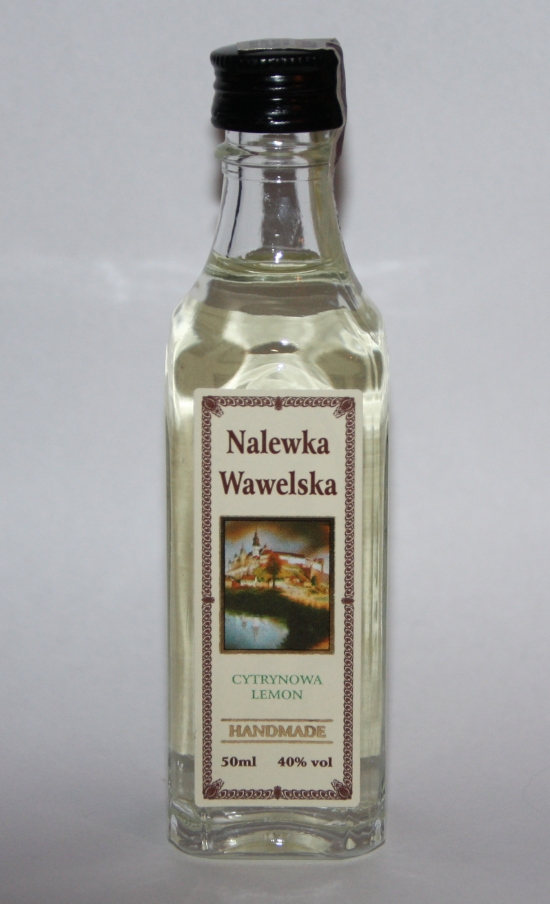 Nalewka
Wawelska
CYTRYNOWA
LEMON
HANDMADE
50ml 40% vol